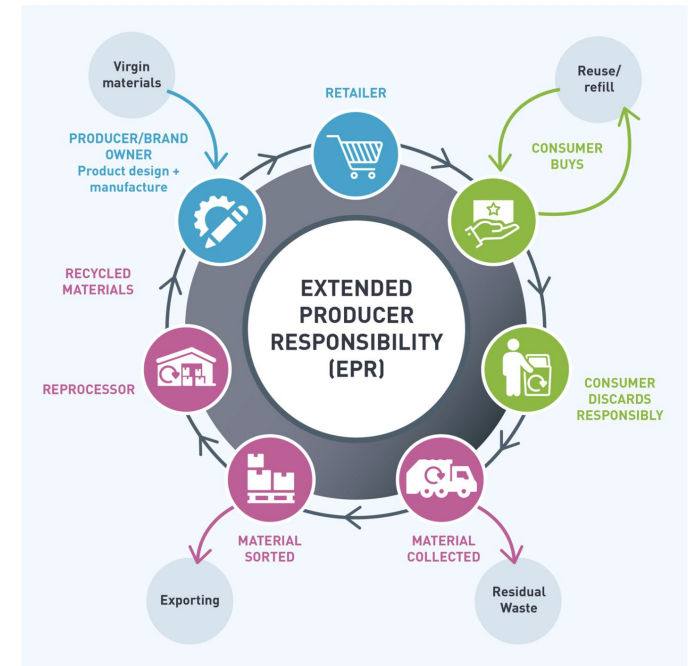 Virgin
materials
RETAILER
Reuse/
refill
PRODUCER/BRAND
OWNER
Product design +
manufacture
CONSUMER
BUYS
RECYCLED
MATERIALS
EXTENDED
PRODUCER
RESPONSIBILITY
(EPR)
REPROCESSOR
CONSUMER
DISCARDS
RESPONSIBLY
MATERIAL
SORTED
MATERIAL
COLLECTED
Exporting
Residual
Waste